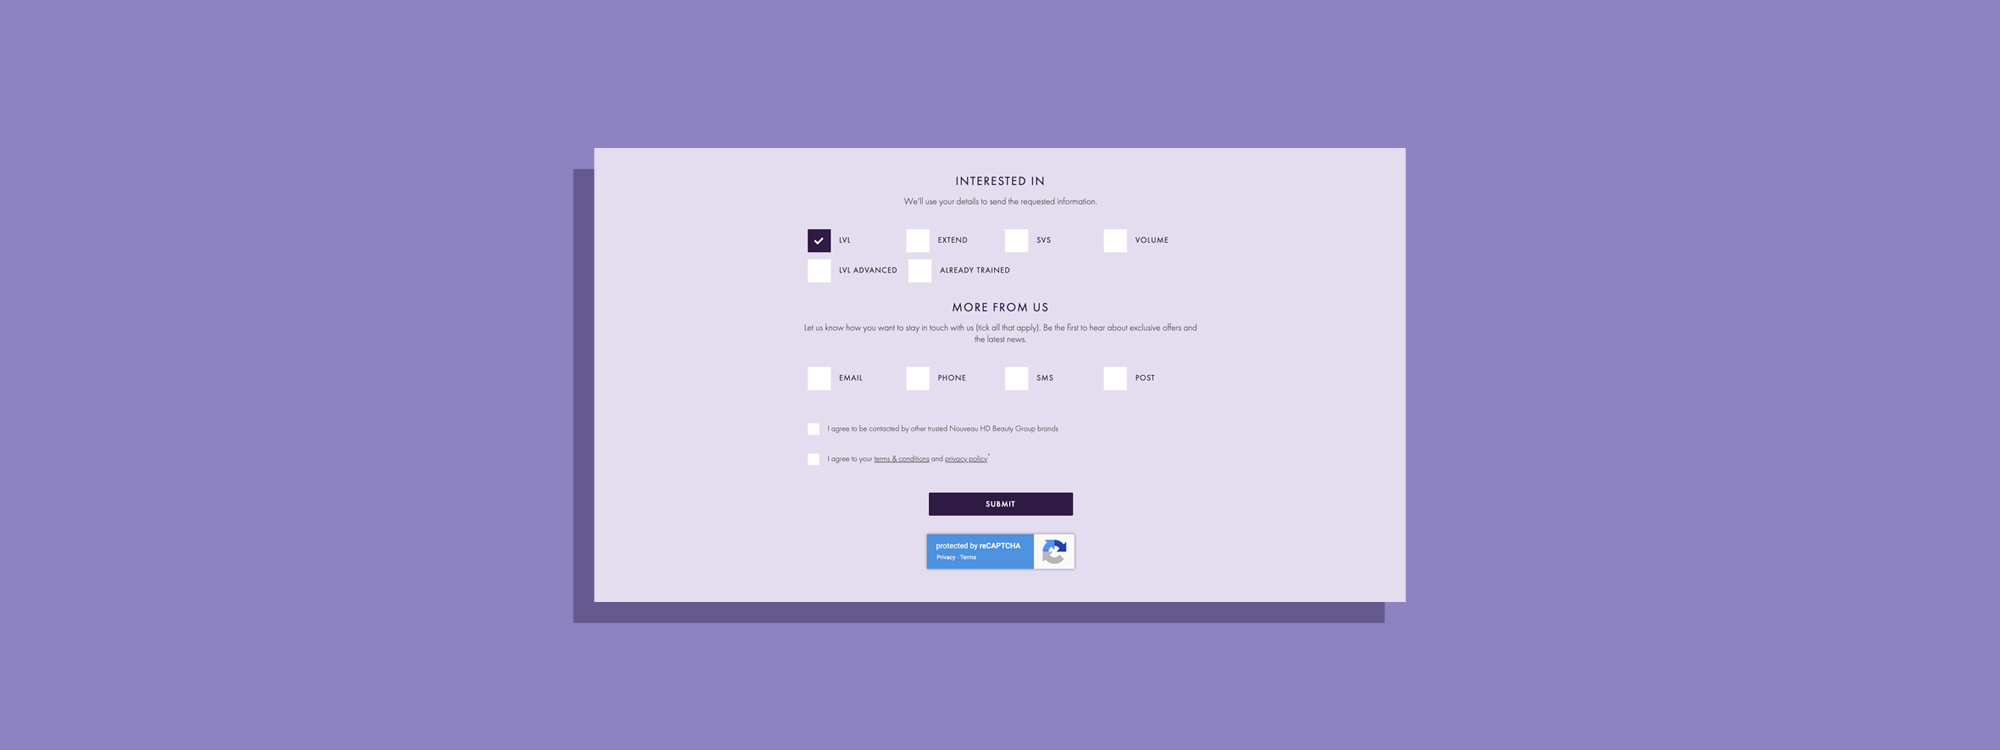 INTERESTED IN
We'll use your details to send the requested information.
LVL EXTEND SVS VOLUME
LVL ADVANCED ALREADY TRAINED
MORE FROM US
Let us know how you want to stay in touch with us (tick all that apply). Be the first to hear about exclusive offers and
the latest news.
EMAIL PHONE SMS POST
I agree to be contacted by other trusted Nouveau HD Beauty Group brands
I agree to your terms & conditions and privacy policy*
SUBMIT
protected by reCAPTCHA
Privacy - Terms